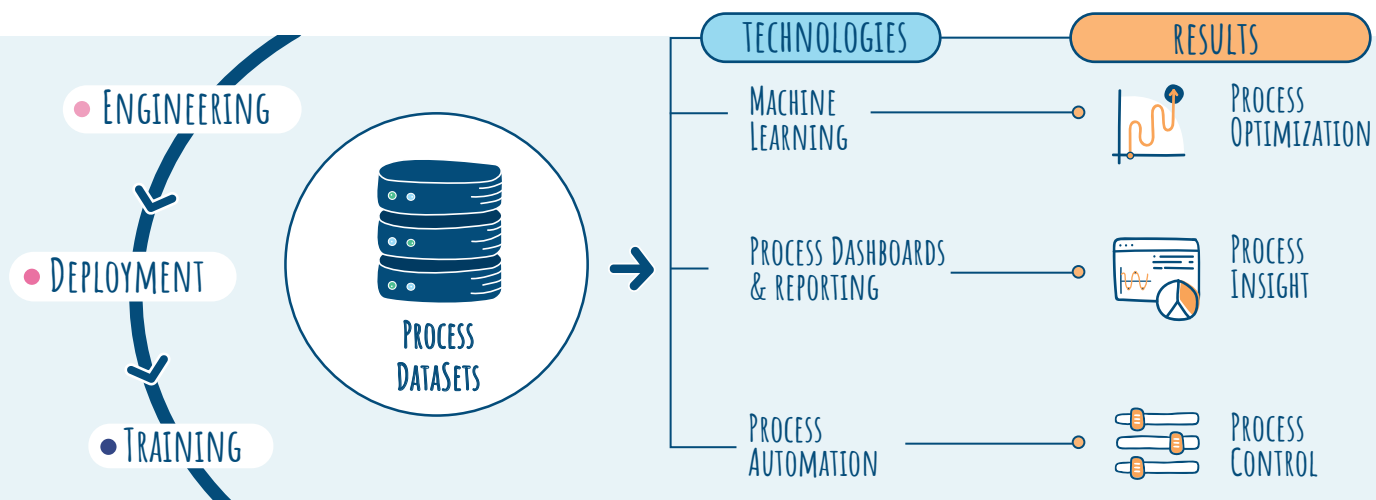 Engineering
Deployment
Training
Process
DataSets
TECHNOLOGIES
RESULTS
Machine
Learning
Process
Optimization
Process Dashboards
& reporting
Process
Insight
Process
Automation
Process
Control